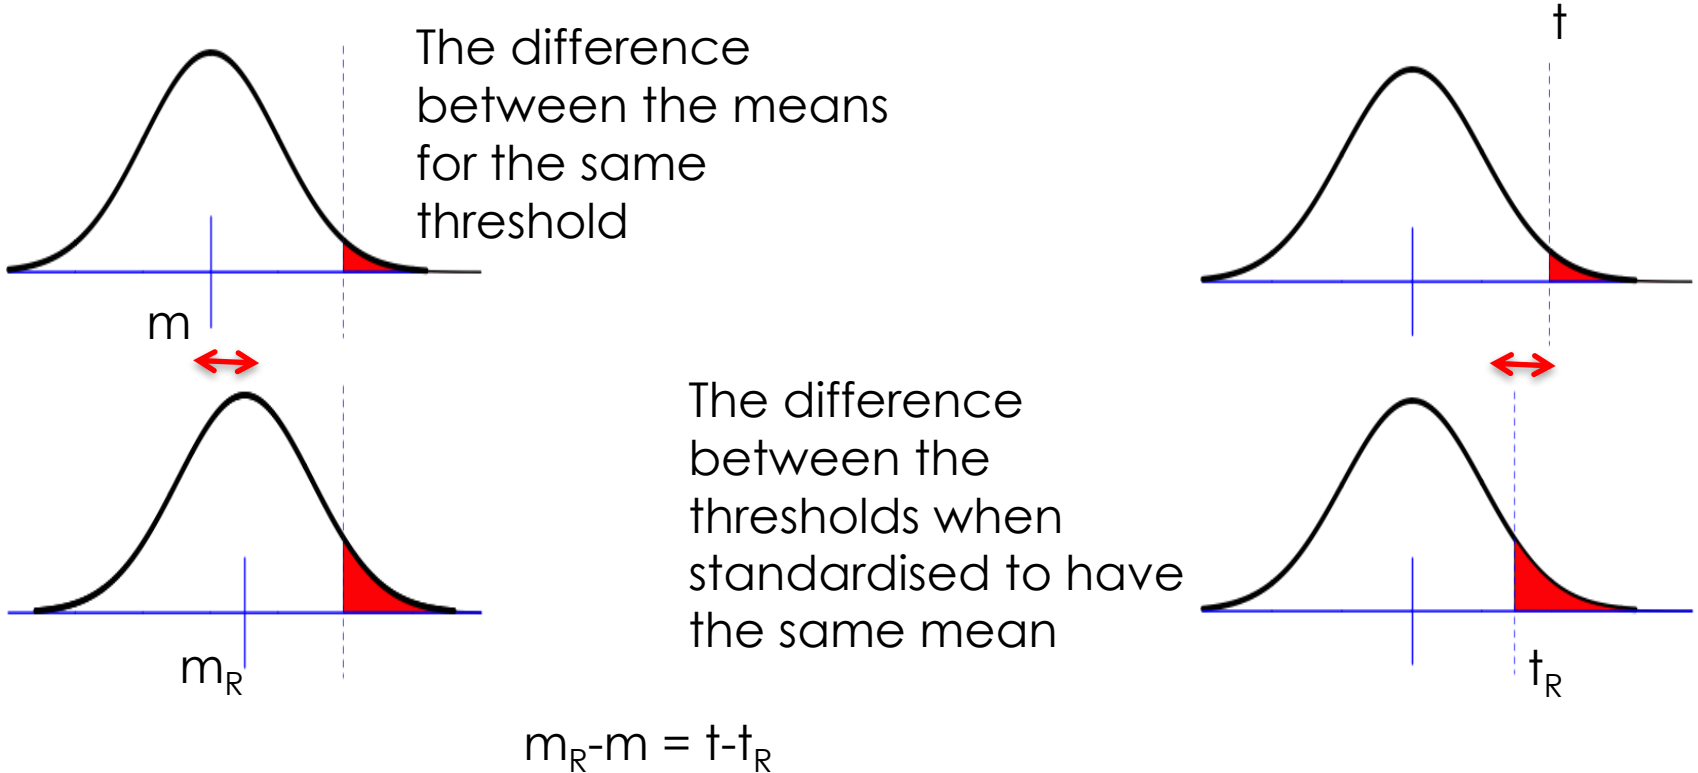 The difference
between the means
for the same
threshold
t
m
The difference
between the
thresholds when
standardised to have
the same mean
m_R
t_R
m_R-m = t-t_R